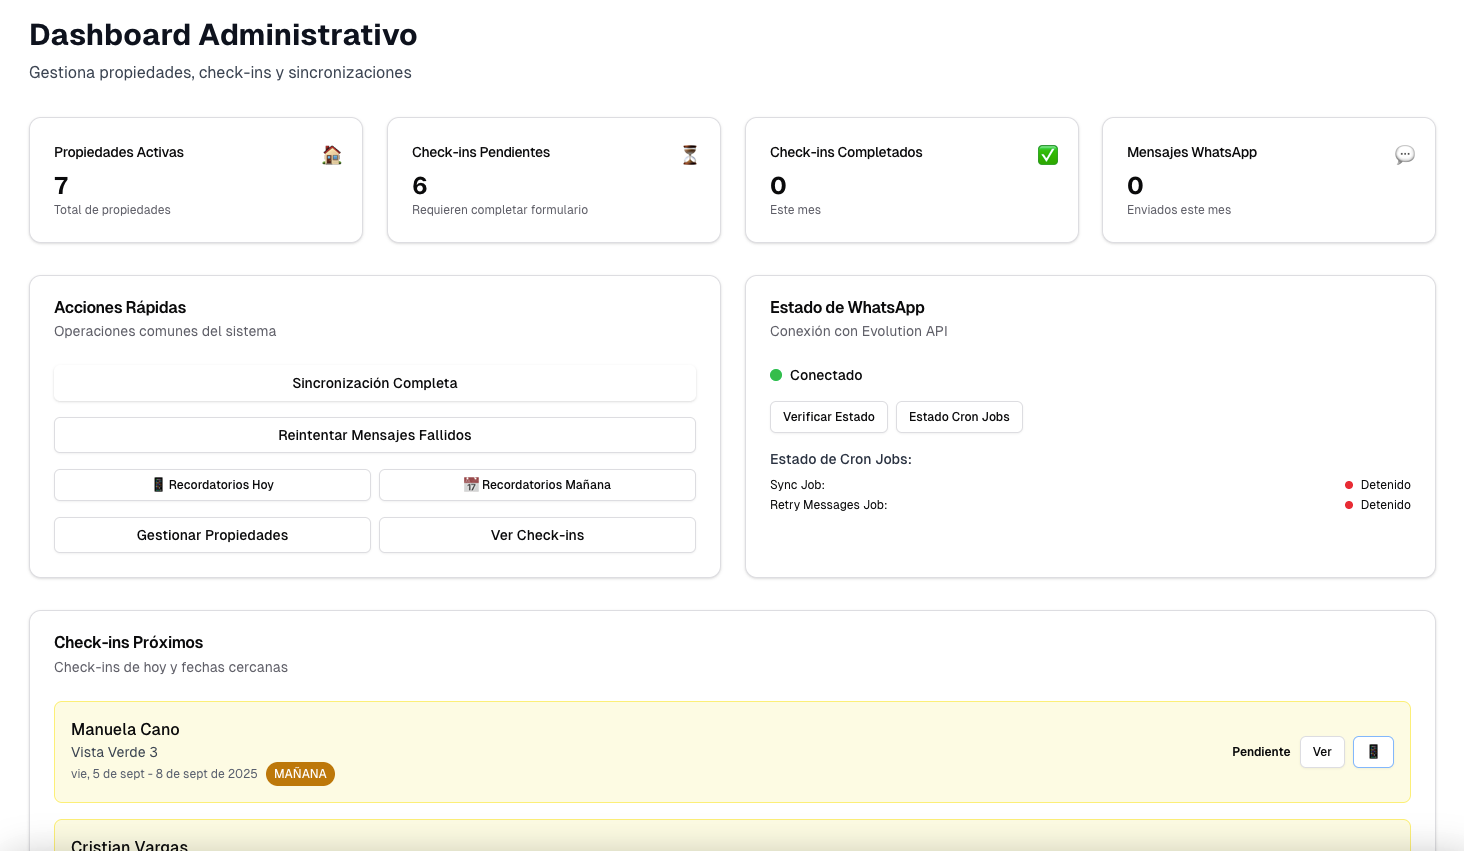 Dashboard Administrativo
Gestiona propiedades, check-ins y sincronizaciones
Propiedades Activas
7
Total de propiedades
Check-ins Pendientes
6
Requieren completar formulario
Check-ins Completados
0
Este mes
Mensajes WhatsApp
0
Enviados este mes
Acciones Rápidas
Operaciones comunes del sistema
Sincronización Completa
Reintentar Mensajes Fallidos
Recordatorios Hoy
Recordatorios Mañana
Gestionar Propiedades
Ver Check-ins
Estado de WhatsApp
Conexión con Evolution API
Conectado
Verificar Estado
Estado Cron Jobs
Estado de Cron Jobs:
Sync Job: Detenido
Retry Messages Job: Detenido
Check-ins Próximos
Check-ins de hoy y fechas cercanas
Manuela Cano
Vista Verde 3
vie, 5 de sept - 8 de sept de 2025 MAÑANA
Pendiente
Ver
Cristian Vargas